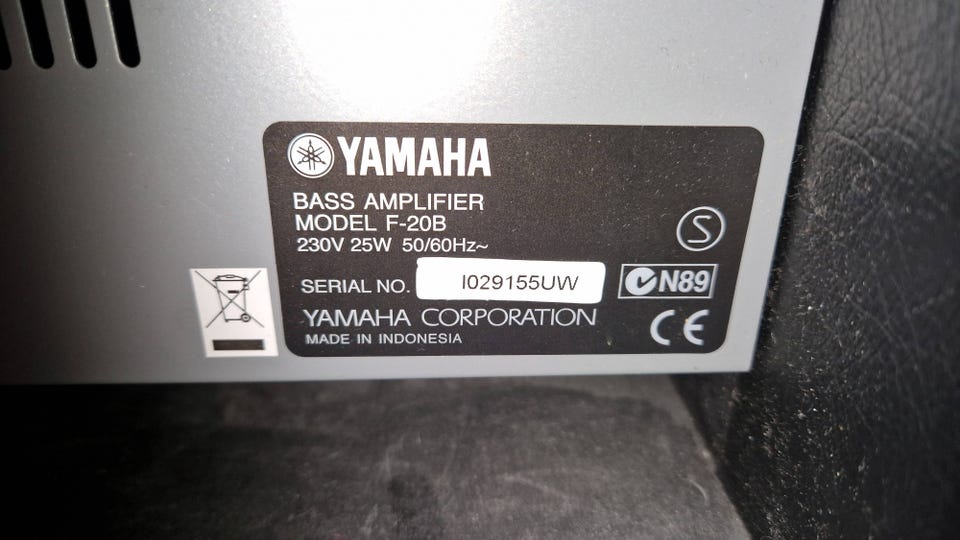 YAMAHA
BASS AMPLIFIER
MODEL F-20B
230V 25W 50/60Hz~
S
SERIAL NO. I029155UW
N89
YAMAHA CORPORATION
CE
MADE IN INDONESIA